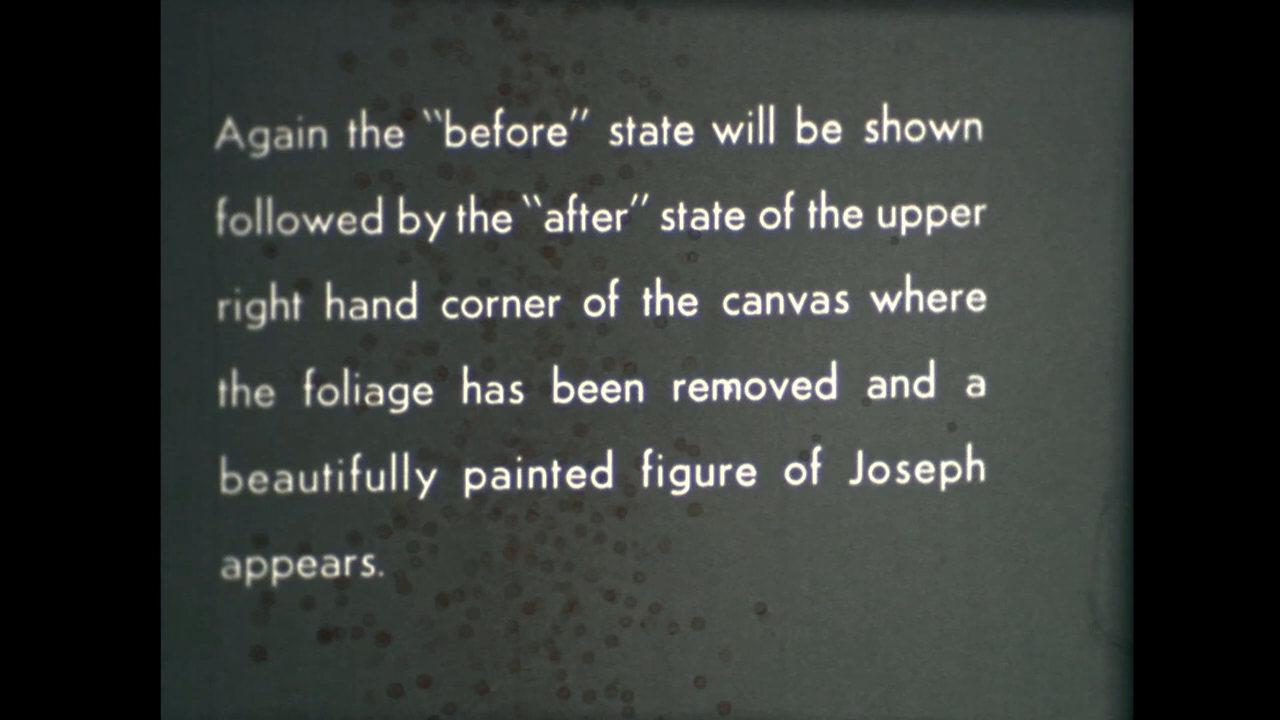 Again the "before" state will be shown
followed by the "after" state of the upper
right hand corner of the canvas where
the foliage has been removed and a
beautifully painted figure of Joseph
appears.